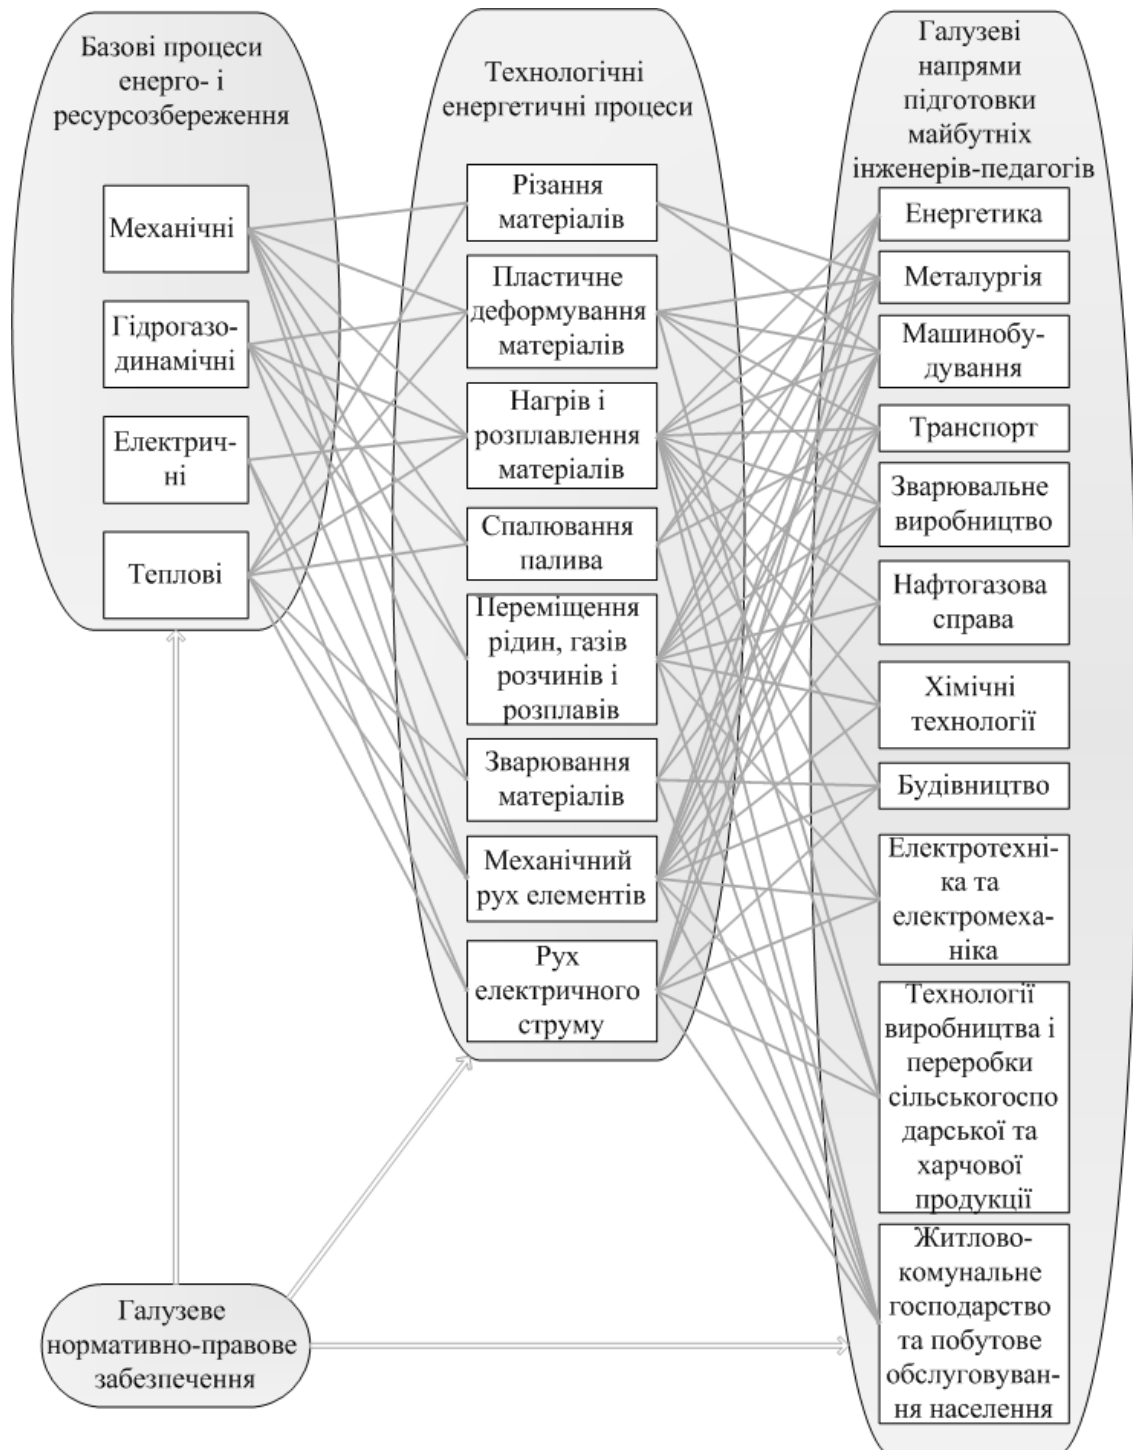 Базові процеси
енерго- і
ресурсозбереження
Механічні
Гідрогазо-
динамічні
Електрич-
ні
Теплові
Технологічні
енергетичні процеси
Різання
матеріалів
Пластичне
деформування
матеріалів
Нагрів і
розплавлення
матеріалів
Спалювання
палива
Переміщення
рідин, газів
розчинів і
розплавів
Зварювання
матеріалів
Механічний
рух елементів
Рух
електричного
струму
Галузеві
напрями
підготовки
майбутніх
інженерів-педагогів
Енергетика
Металургія
Машинобу-
дування
Транспорт
Зварювальне
виробництво
Нафтогазова
справа
Хімічні
технології
Будівництво
Електротехні-
ка та
електромеха-
ніка
Технології
виробництва і
переробки
сільськогоспо
дарської та
харчової
продукції
Житлово-
комунальне
господарство
та побутове
обслуговуван-
ня населення
Галузеве
нормативно-правове
забезпечення